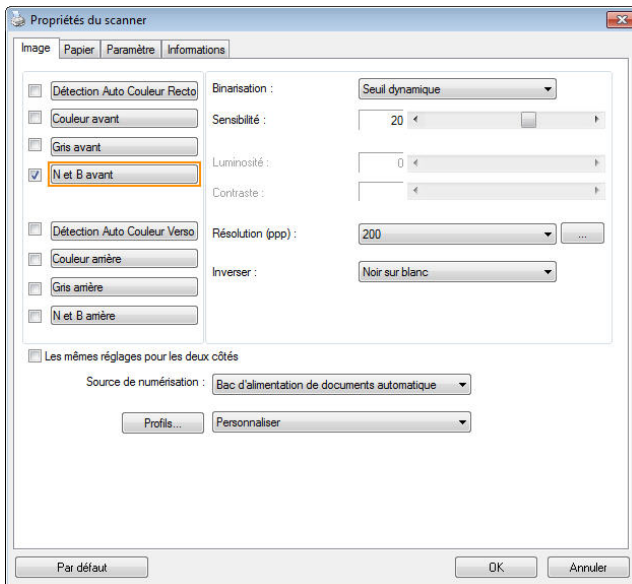 Propriétés du scanner
Image Papier Paramètre Informations
Détection Auto Couleur Recto
Couleur avant
Gris avant
N et B avant
Détection Auto Couleur Verso
Couleur arrière
Gris arrière
N et B arrière
Binarisation : Seuil dynamique
Sensibilité : 20
Luminosité : 0
Contraste :
Résolution (ppp) : 200 ...
Inverser : Noir sur blanc
Les mêmes réglages pour les deux côtés
Source de numérisation : Bac d'alimentation de documents automatique
Profils... Personnaliser
Par défaut OK Annuler